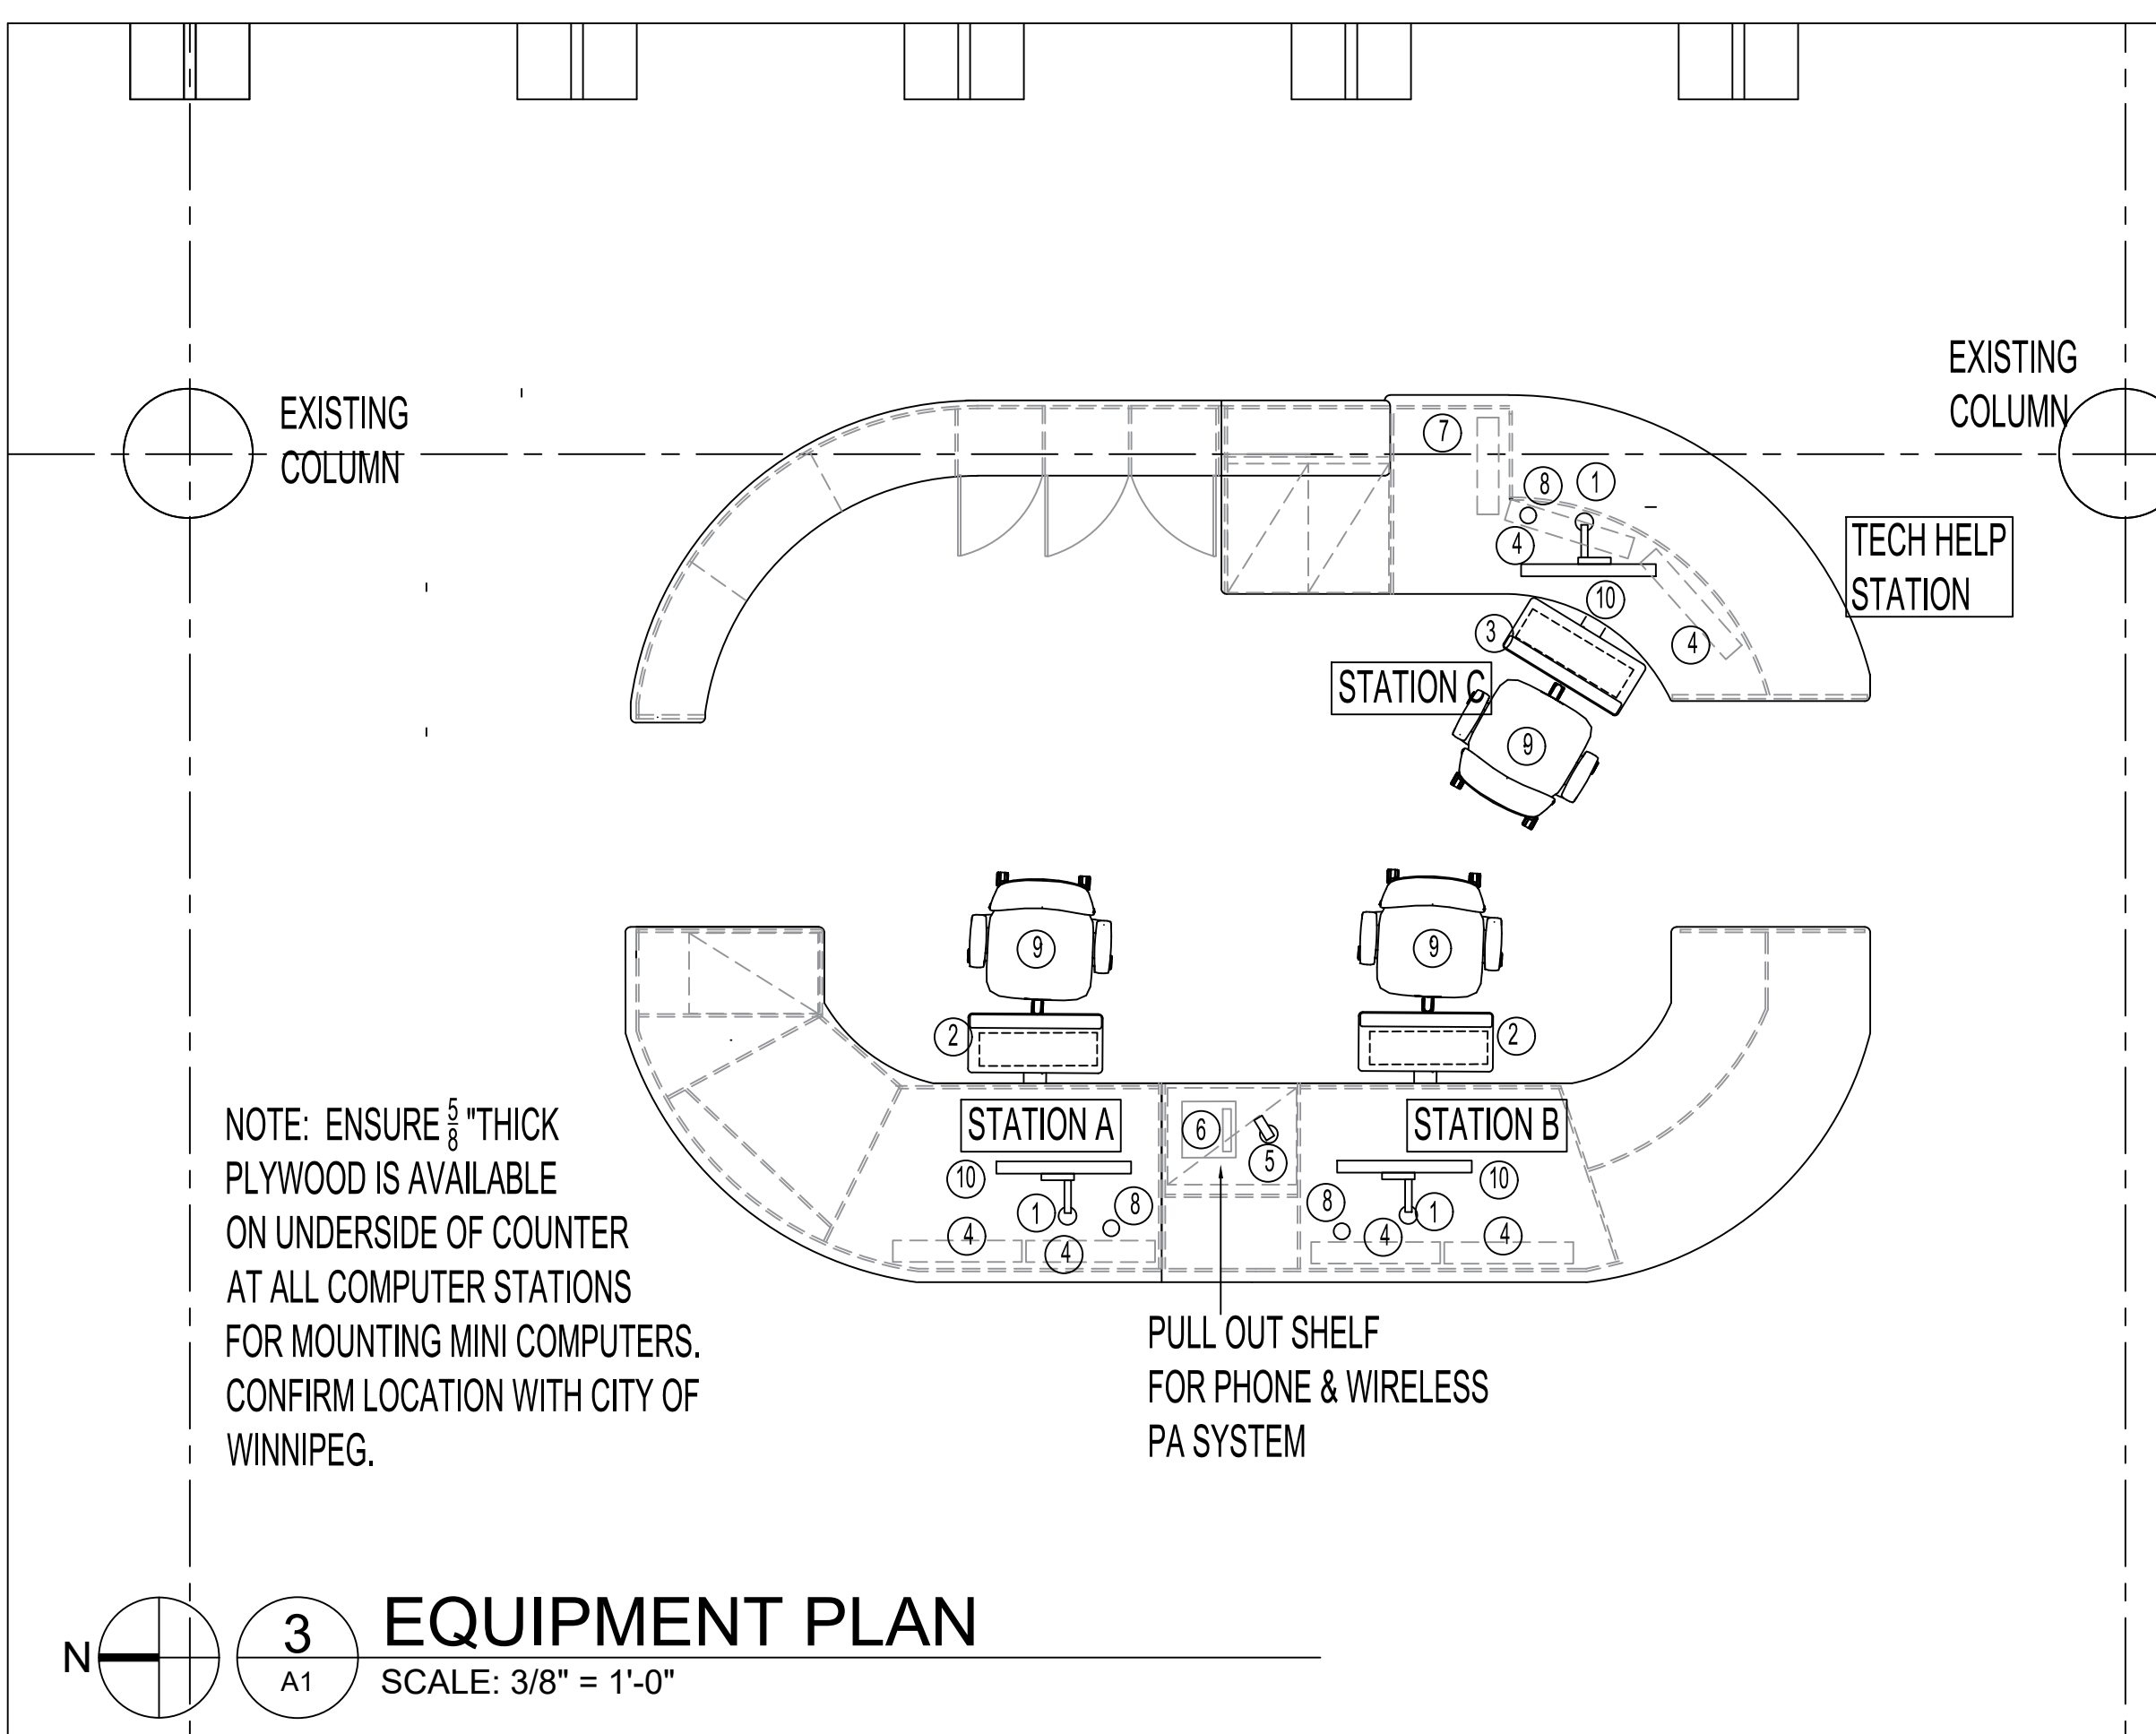 EXISTING
COLUMN
EXISTING
COLUMN
7
8
1
4
TECH HELP
STATION
10
3
4
STATION C
9
9
9
2
2
STATION A
6
5
STATION B
10
1
8
4
4
8
1
10
4
4
NOTE: ENSURE 5/8 "THICK
PLYWOOD IS AVAILABLE
ON UNDERSIDE OF COUNTER
AT ALL COMPUTER STATIONS
FOR MOUNTING MINI COMPUTERS.
CONFIRM LOCATION WITH CITY OF
WINNIPEG.
PULL OUT SHELF
FOR PHONE & WIRELESS
PA SYSTEM
N
3
A1
EQUIPMENT PLAN
SCALE: 3/8" = 1'-0"